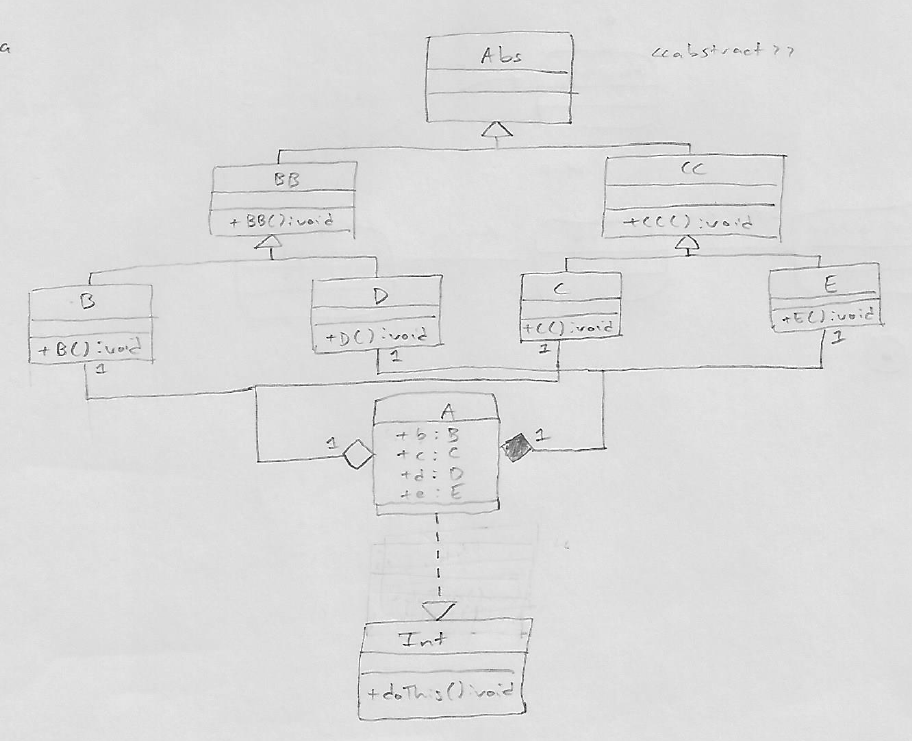 a
Abs
<<abstract>>
BB
+BB():void
CC
+CC():void
B
+B():void
1
D
+D():void
1
C
+C():void
1
E
+E():void
1
1
A
+b:B
+c:C
+d:D
+e:E
1
Int
+doThis():void